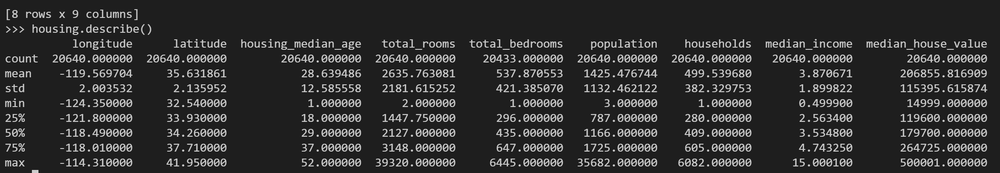 [8 rows x 9 columns]
>>> housing.describe()
          longitude      latitude  housing_median_age   total_rooms  total_bedrooms    population    households  median_income  median_house_value
count  20640.000000  20640.000000        20640.000000  20640.000000    20433.000000  20640.000000  20640.000000   20640.000000        20640.000000
mean    -119.569704     35.631861           28.639486   2635.763081      537.870553   1425.476744    499.539680       3.870671       206855.816909
std        2.003532      2.135952           12.585558   2181.615252      421.385070   1132.462122    382.329753       1.899822       115395.615874
min     -124.350000     32.540000            1.000000      2.000000        1.000000      3.000000      1.000000       0.499900        14999.000000
25%     -121.800000     33.930000           18.000000   1447.750000      296.000000    787.000000    280.000000       2.563400       119600.000000
50%     -118.490000     34.260000           29.000000   2127.000000      435.000000   1166.000000    409.000000       3.534800       179700.000000
75%     -118.010000     37.710000           37.000000   3148.000000      647.000000   1725.000000    605.000000       4.743250       264725.000000
max     -114.310000     41.950000           52.000000  39320.000000     6445.000000  35682.000000   6082.000000      15.000100       500001.000000